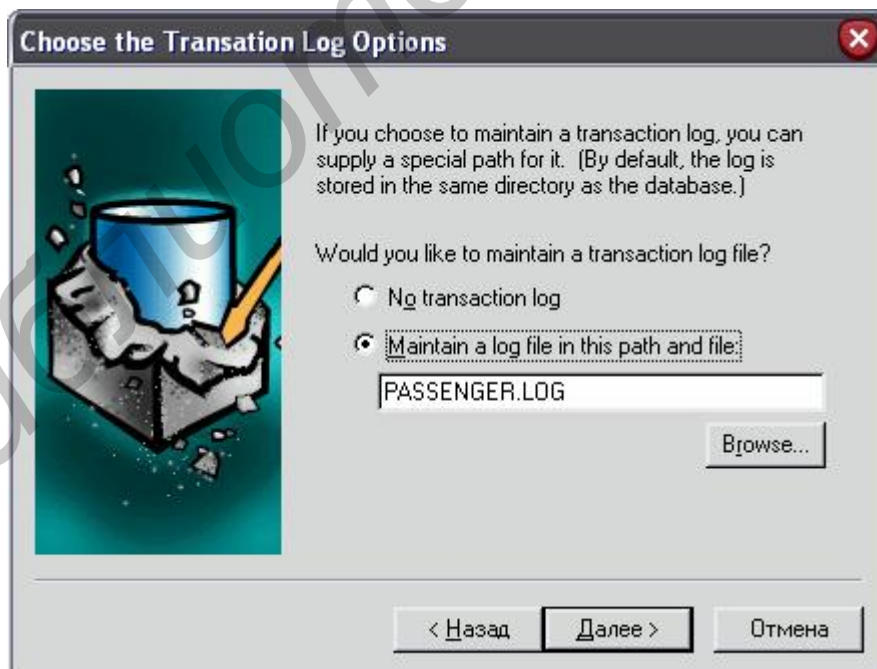 Choose the Transation Log Options
If you choose to maintain a transaction log, you can
supply a special path for it. (By default, the log is
stored in the same directory as the database.)
Would you like to maintain a transaction log file?
No transaction log
Maintain a log file in this path and file:
PASSENGER.LOG
Browse...
< Назад
Далее >
Отмена